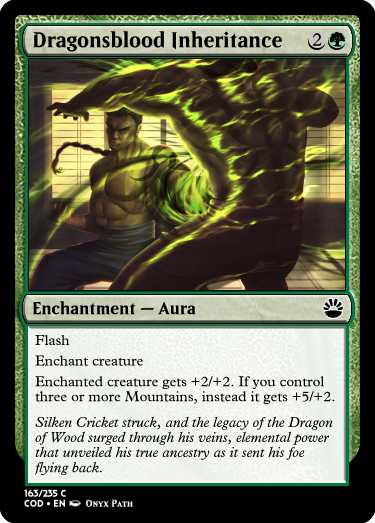 Dragonsblood Inheritance 2
Enchantment — Aura
Flash
Enchant creature
Enchanted creature gets +2/+2. If you control
three or more Mountains, instead it gets +5/+2.
Silken Cricket struck, and the legacy of the Dragon
of Wood surged through his veins, elemental power
that unveiled his true ancestry as it sent his foe
flying back.
163/235 C
COD • EN Onyx Path